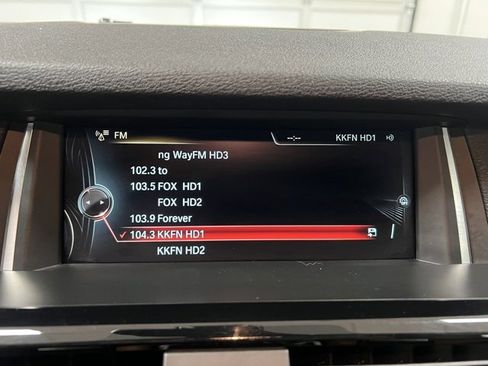 FM --:-- KKFN HD1
ng WayFM HD3
102.3 to
103.5 FOX HD1
FOX HD2
103.9 Forever
✓ 104.3 KKFN HD1
KKFN HD2